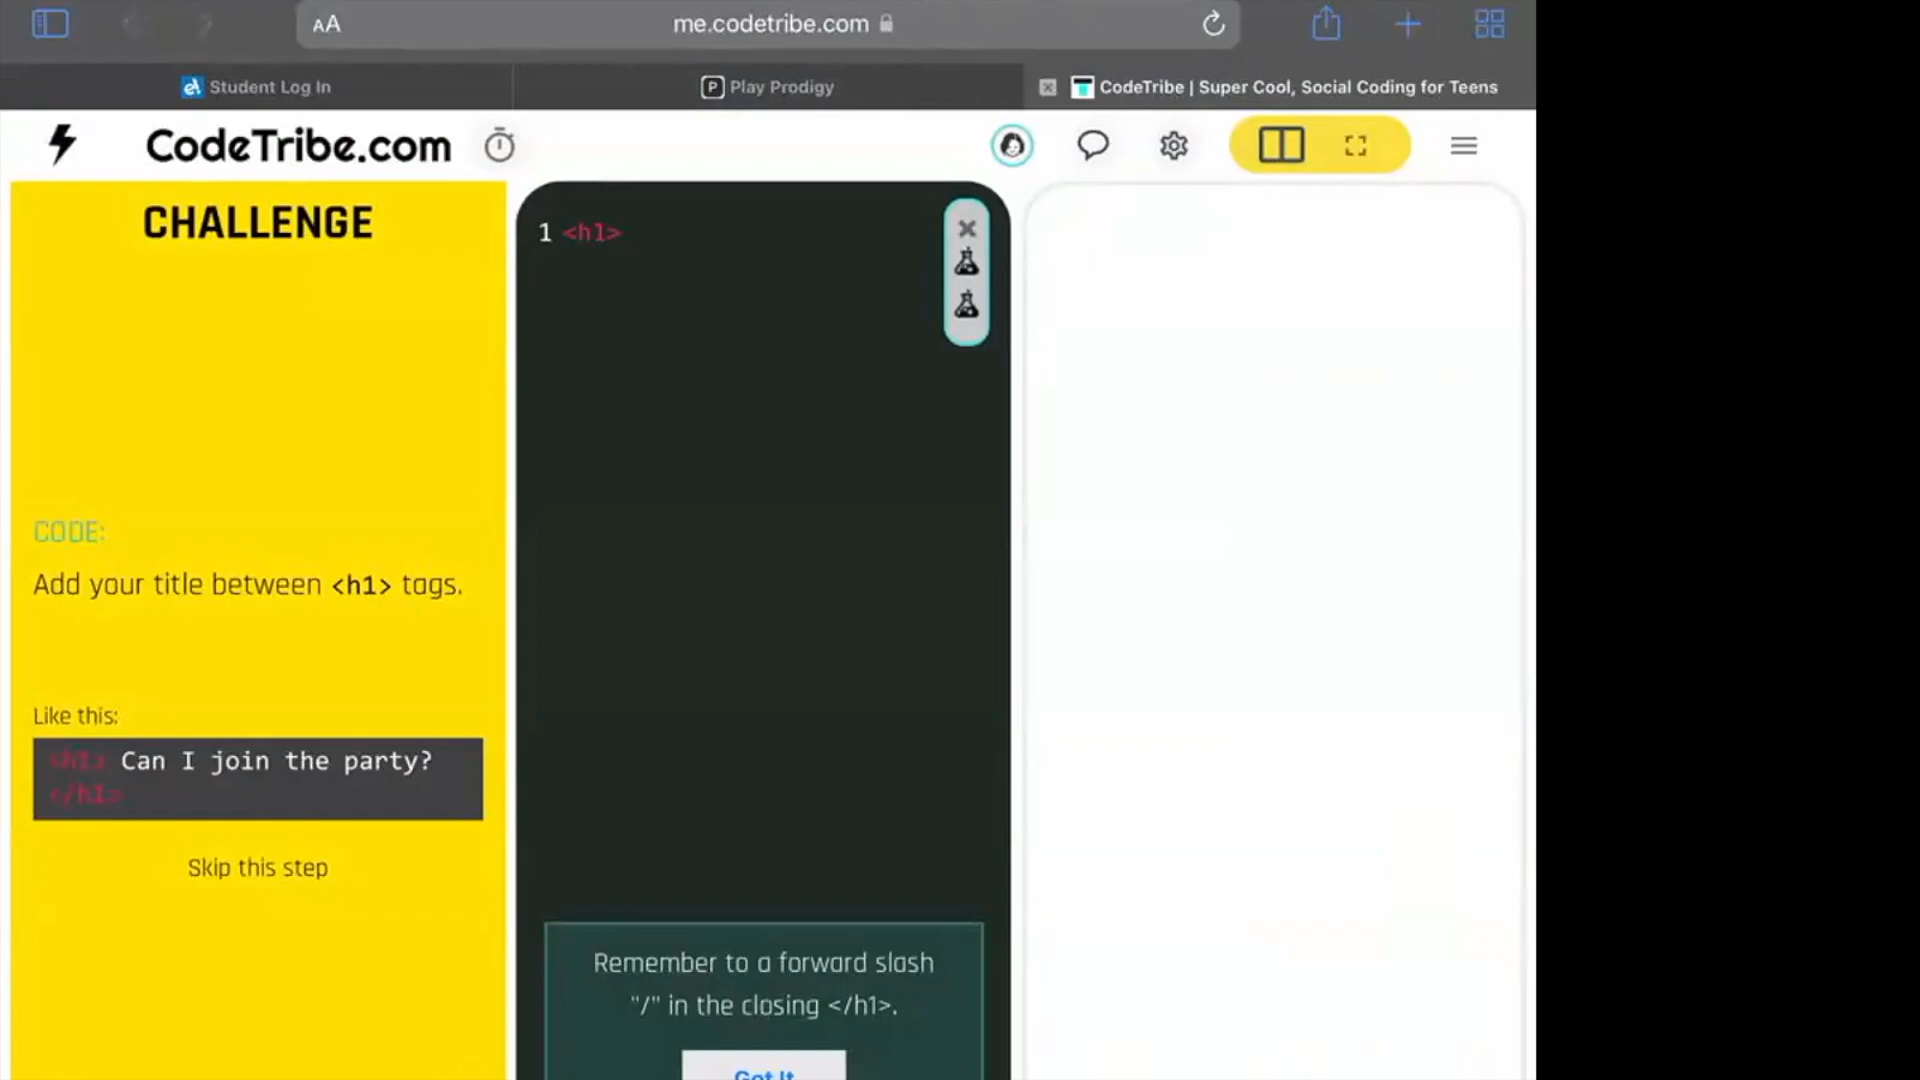 AA
me.codetribe.com
Student Log In
P Play Prodigy
CodeTribe | Super Cool, Social Coding for Teens
CodeTribe.com
CHALLENGE
CODE:
Add your title between <h1> tags.
Like this:
<h1> Can I join the party?
</h1>
Skip this step
1 <h1>
Remember to a forward slash
"/" in the closing </h1>.
Got It